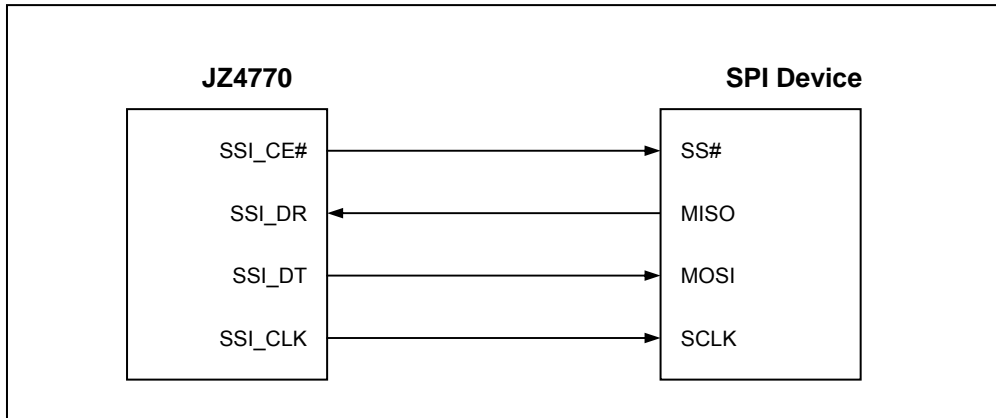 JZ4770 SPI Device
SSI_CE# SS#
SSI_DR MISO
SSI_DT MOSI
SSI_CLK SCLK